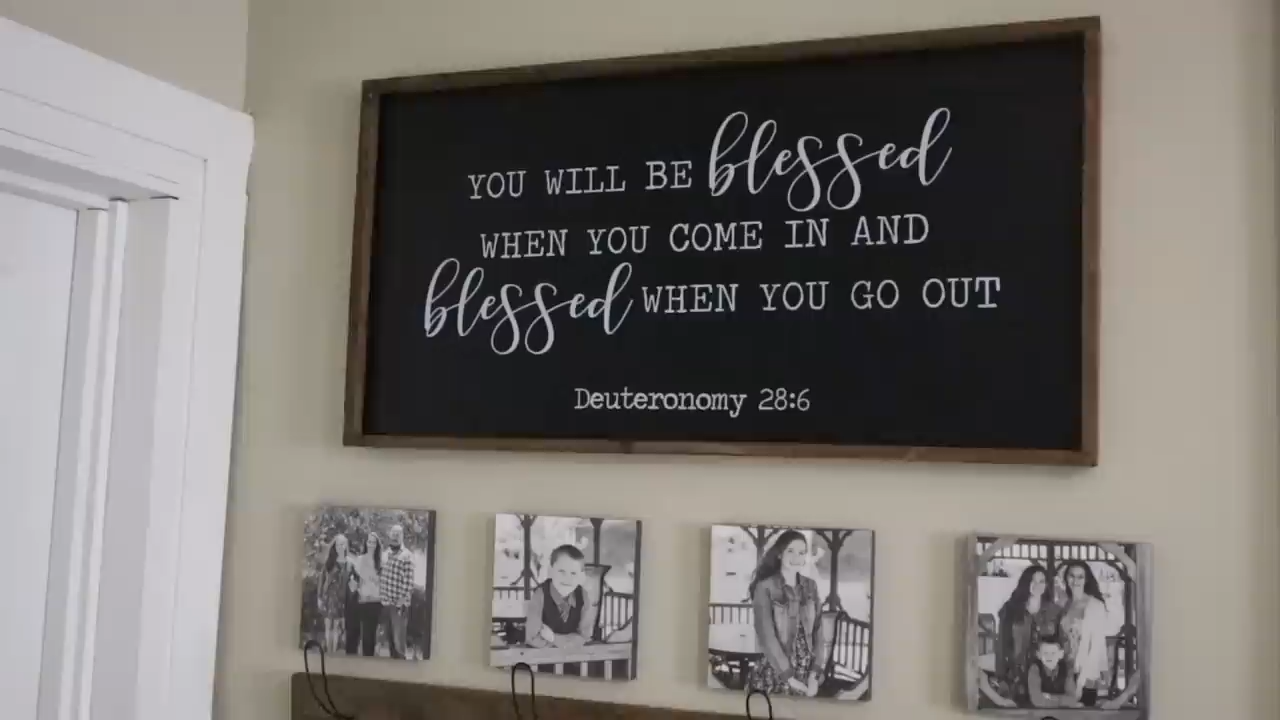 YOU WILL BE blessed
WHEN YOU COME IN AND
blessed WHEN YOU GO OUT
Deuteronomy 28:6